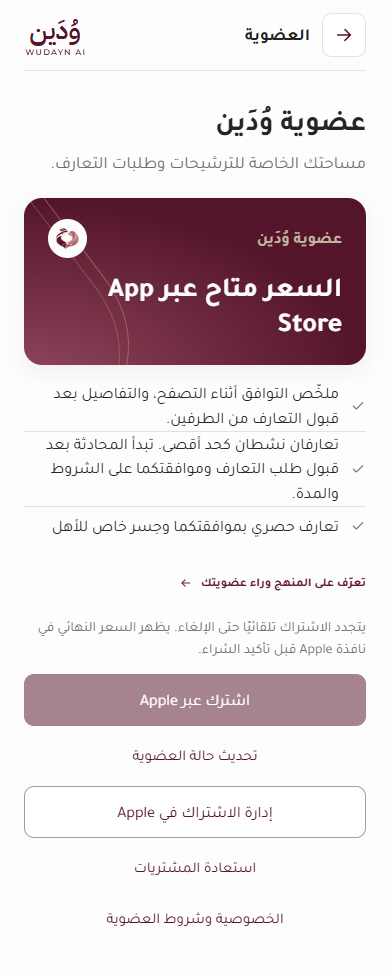 العضوية
وُدَين
WUDAYN AI
عضوية وُدَين
مساحتك الخاصة للترشيحات وطلبات التعارف.
عضوية وُدَين
السعر متاح عبر App
Store
ملخّص التوافق أثناء التصفح، والتفاصيل بعد
قبول التعارف من الطرفين.
تعارفان نشطان كحد أقصى. تبدأ المحادثة بعد
قبول طلب التعارف وموافقتكما على الشروط
والمدة.
تعارف حصري بموافقتكما وجسر خاص للأهل
تعرّف على المنهج وراء عضويتك
يتجدد الاشتراك تلقائيًا حتى الإلغاء. يظهر السعر النهائي في
نافذة Apple قبل تأكيد الشراء.
اشترك عبر Apple
تحديث حالة العضوية
إدارة الاشتراك في Apple
استعادة المشتريات
الخصوصية وشروط العضوية